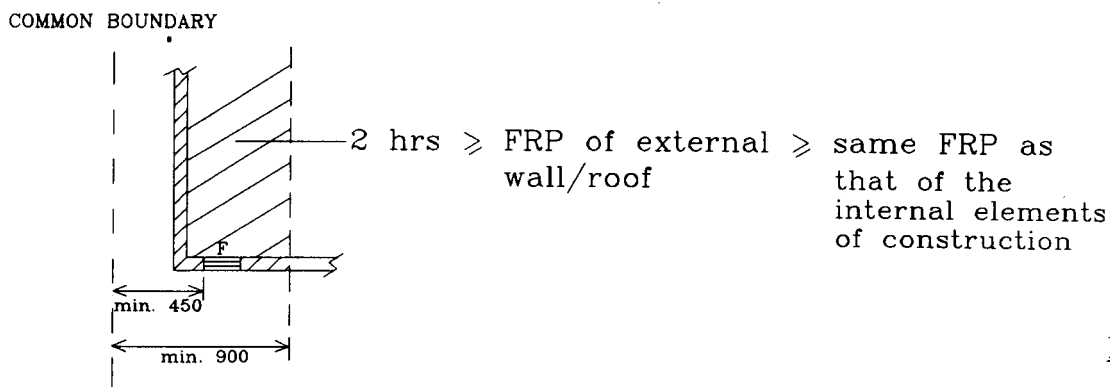 COMMON BOUNDARY
2 hrs ⩾ FRP of external ⩾ same FRP as
wall/roof
that of the
internal elements
of construction
F
min. 450
min. 900